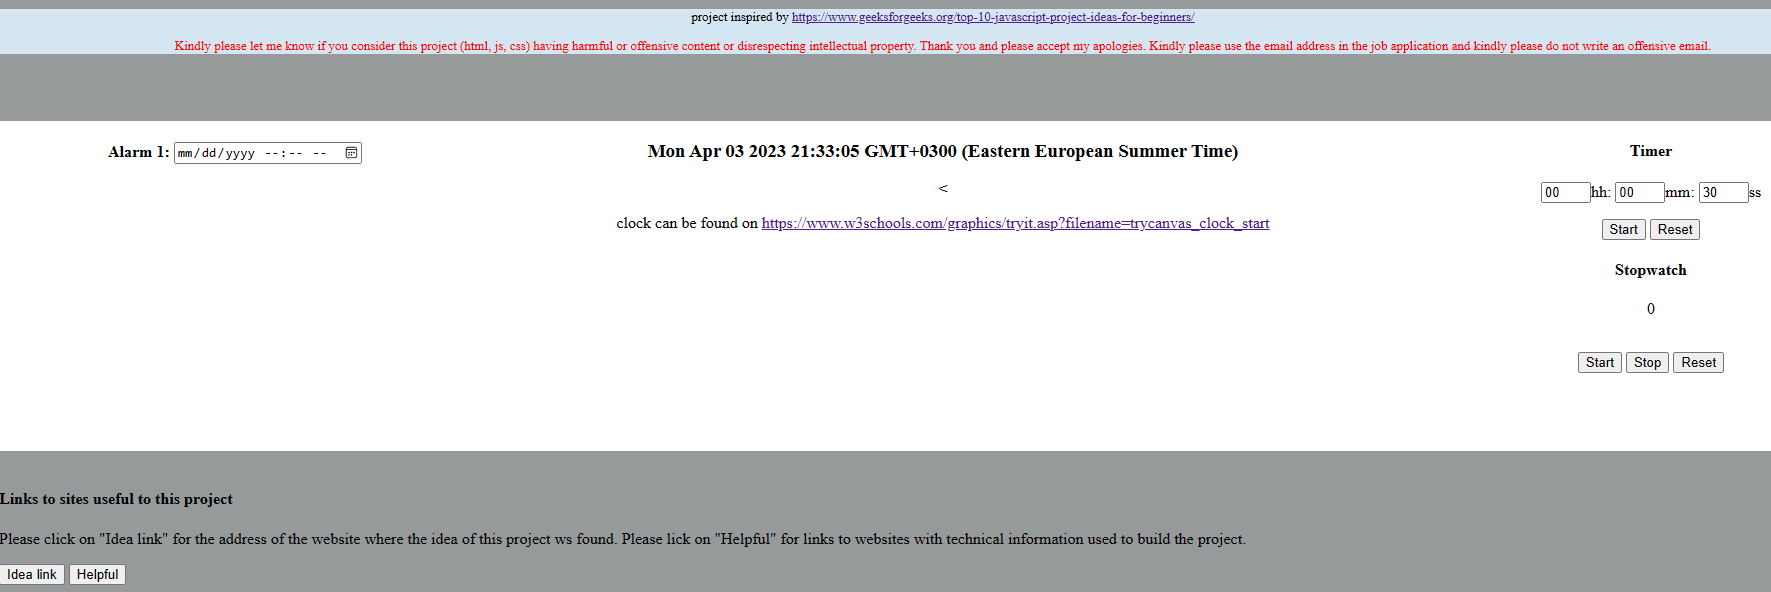 project inspired by https://www.geeksforgeeks.org/top-10-javascript-project-ideas-for-beginners/
Kindly please let me know if you consider this project (html, js, css) having harmful or offensive content or disrespecting intellectual property. Thank you and please accept my apologies. Kindly please use the email address in the job application and kindly please do not write an offensive email.
Alarm 1: mm/dd/yyyy --:-- --
Mon Apr 03 2023 21:33:05 GMT+0300 (Eastern European Summer Time)
<
clock can be found on https://www.w3schools.com/graphics/tryit.asp?filename=trycanvas_clock_start
Timer
00 hh: 00 mm: 30 ss
Start Reset
Stopwatch
0
Start Stop Reset
Links to sites useful to this project
Please click on "Idea link" for the address of the website where the idea of this project ws found. Please lick on "Helpful" for links to websites with technical information used to build the project.
Idea link Helpful